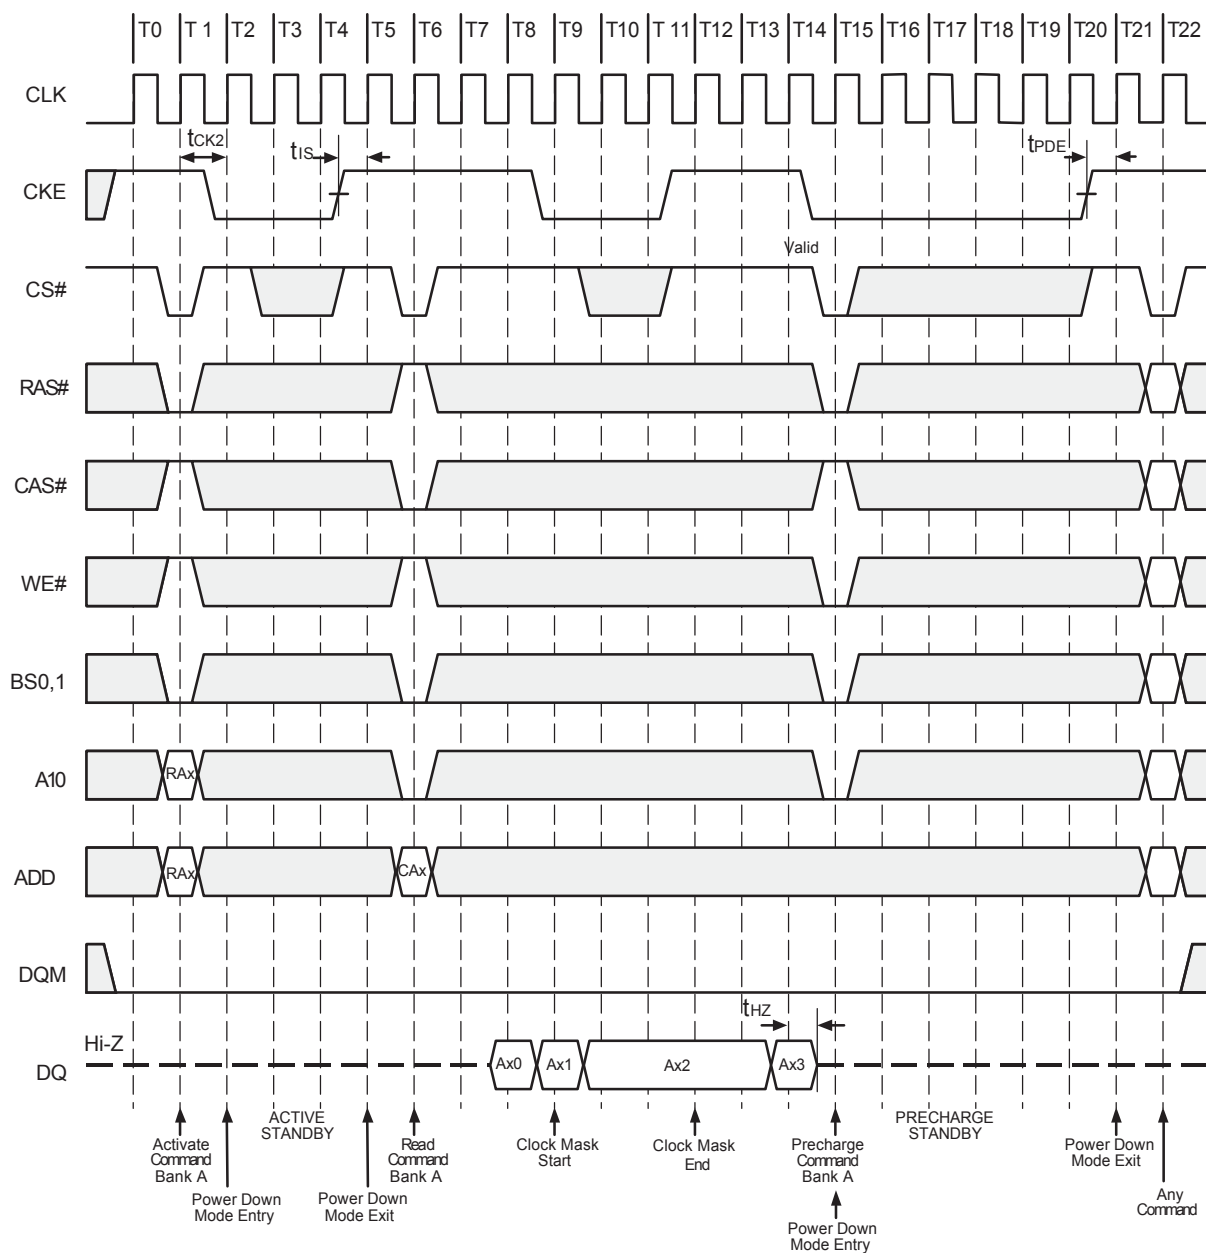 T0 T 1 T2 T3 T4 T5 T6 T7 T8 T9 T10 T 11 T12 T13 T14 T15 T16 T17 T18 T19 T20 T21 T22
CLK
tCK2
tIS
tPDE
CKE
Valid
CS#
RAS#
CAS#
WE#
BS0,1
A10
RAx
ADD
RAx
CAx
DQM
tHZ
Hi-Z
DQ
Ax0
Ax1
Ax2
Ax3
ACTIVE
STANDBY
PRECHARGE
STANDBY
Activate
Command
Bank A
Power Down
Mode Entry
Power Down
Mode Exit
Read
Command
Bank A
Clock Mask
Start
Clock Mask
End
Precharge
Command
Bank A
Power Down
Mode Entry
Power Down
Mode Exit
Any
Command